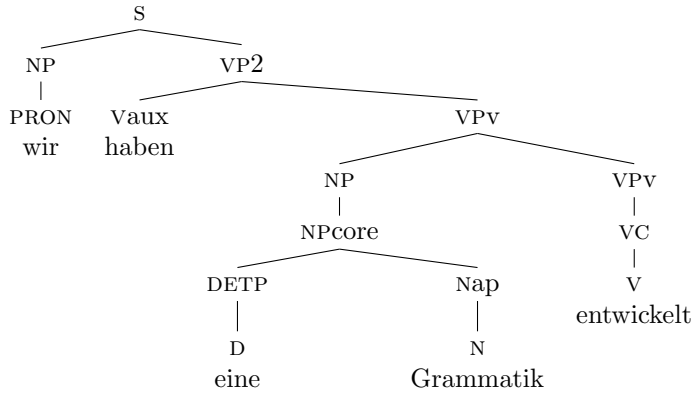 S
NP VP2
PRON Vaux VPv
wir haben
NP VPv
NPcore VC
DETP Nap V
entwickelt
D N
eine Grammatik